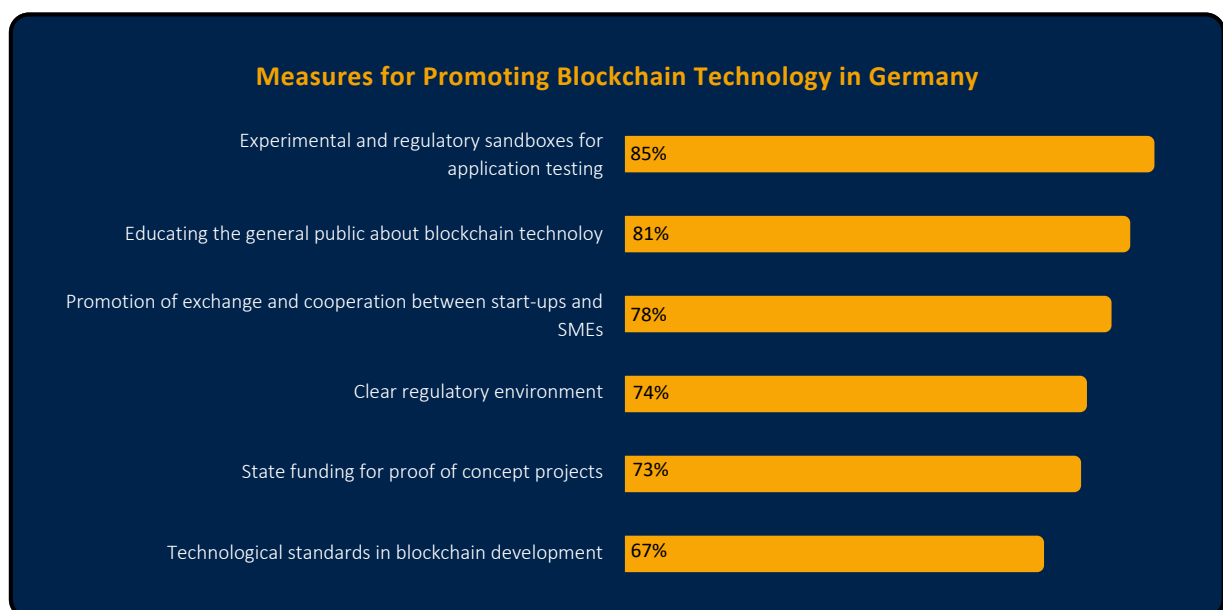 Measures for Promoting Blockchain Technology in Germany
Experimental and regulatory sandboxes for
application testing
85%
Educating the general public about blockchain technoloy
81%
Promotion of exchange and cooperation between start-ups and
SMEs
78%
Clear regulatory environment
74%
State funding for proof of concept projects
73%
Technological standards in blockchain development
67%